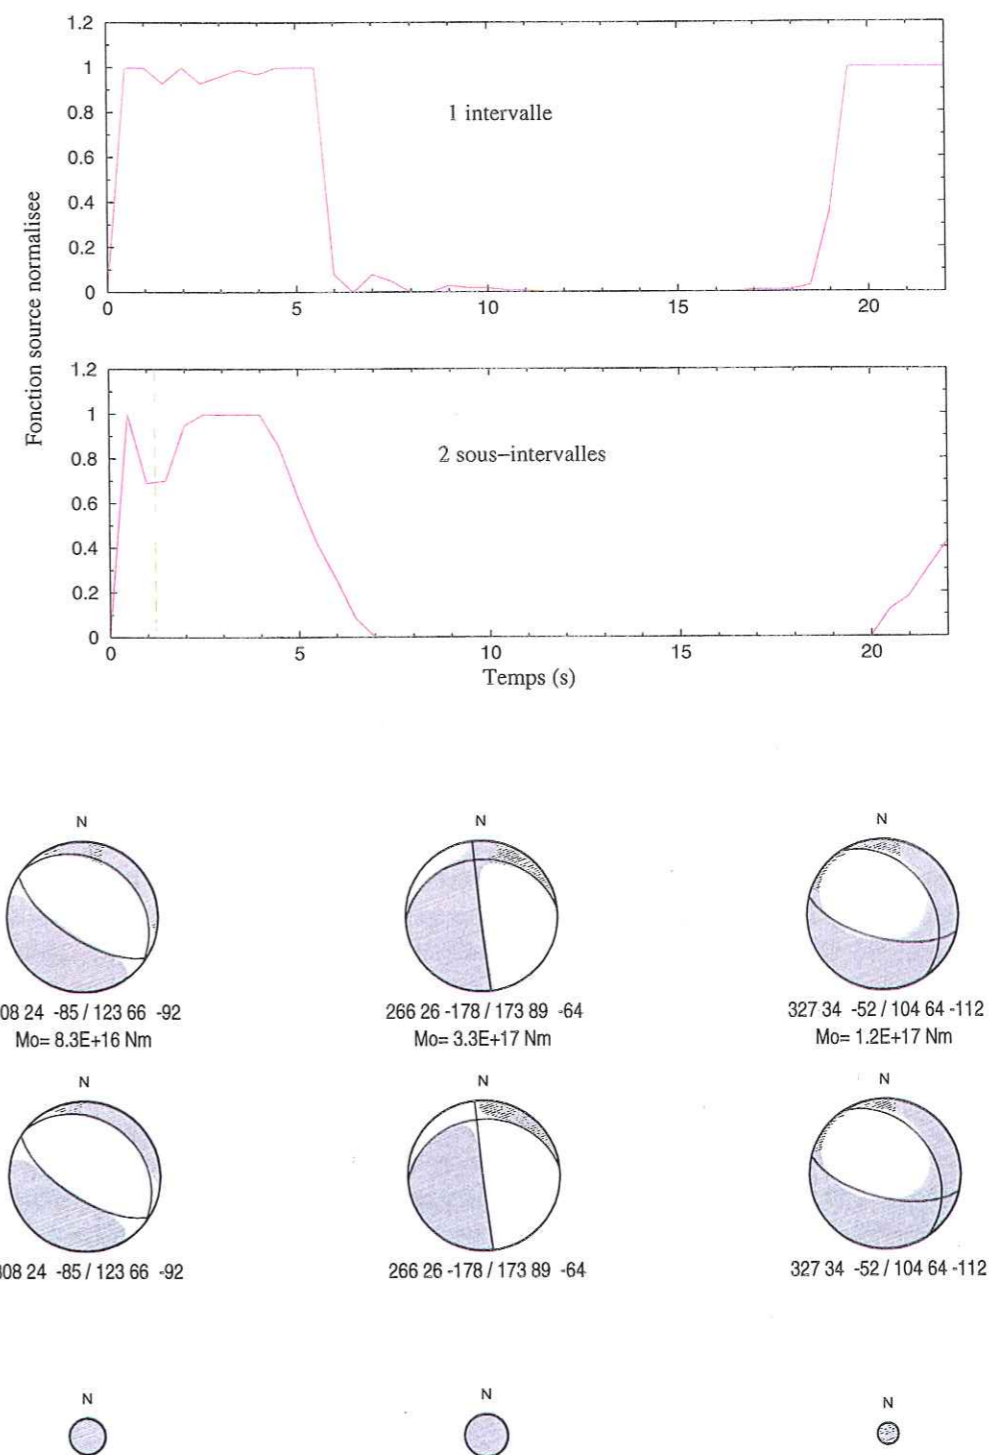 1.2
1
0.8
0.6
0.4
0.2
0
1 intervalle
0 5 10 15 20
Fonction source normalisee
1.2
1
0.8
0.6
0.4
0.2
0
2 sous-intervalles
0 5 10 15 20
Temps (s)
N N N
08 24 -85 / 123 66 -92
266 26 -178 / 173 89 -64
327 34 -52 / 104 64 -112
Mo= 8.3E+16 Nm
Mo= 3.3E+17 Nm
Mo= 1.2E+17 Nm
N N N
08 24 -85 / 123 66 -92
266 26 -178 / 173 89 -64
327 34 -52 / 104 64 -112
N N N